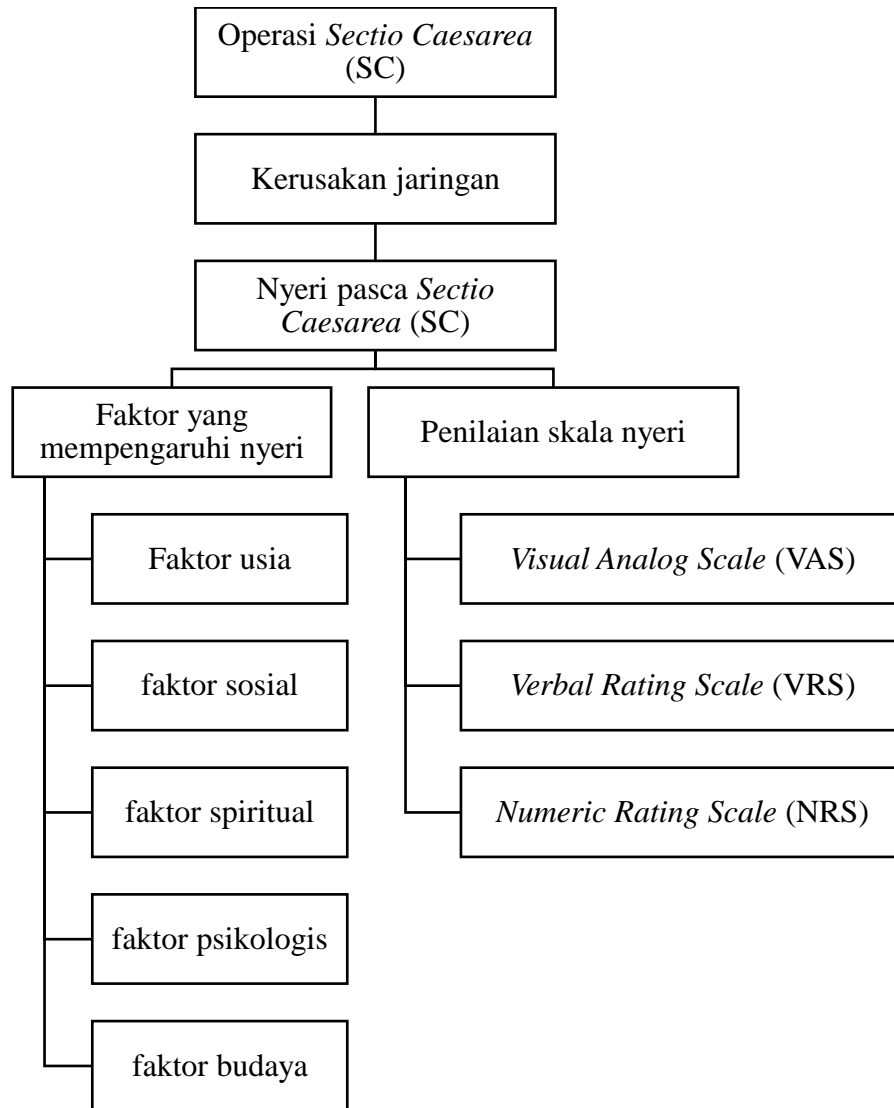 Operasi Sectio Caesarea
(SC)
Kerusakan jaringan
Nyeri pasca Sectio
Caesarea (SC)
Faktor yang
mempengaruhi nyeri
Faktor usia
faktor sosial
faktor spiritual
faktor psikologis
faktor budaya
Penilaian skala nyeri
Visual Analog Scale (VAS)
Verbal Rating Scale (VRS)
Numeric Rating Scale (NRS)